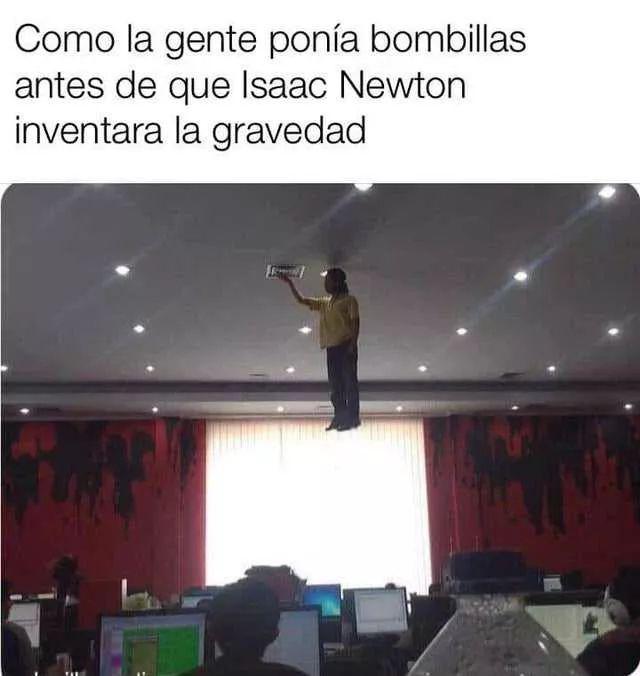 Como la gente ponía bombillas
antes de que Isaac Newton
inventara la gravedad